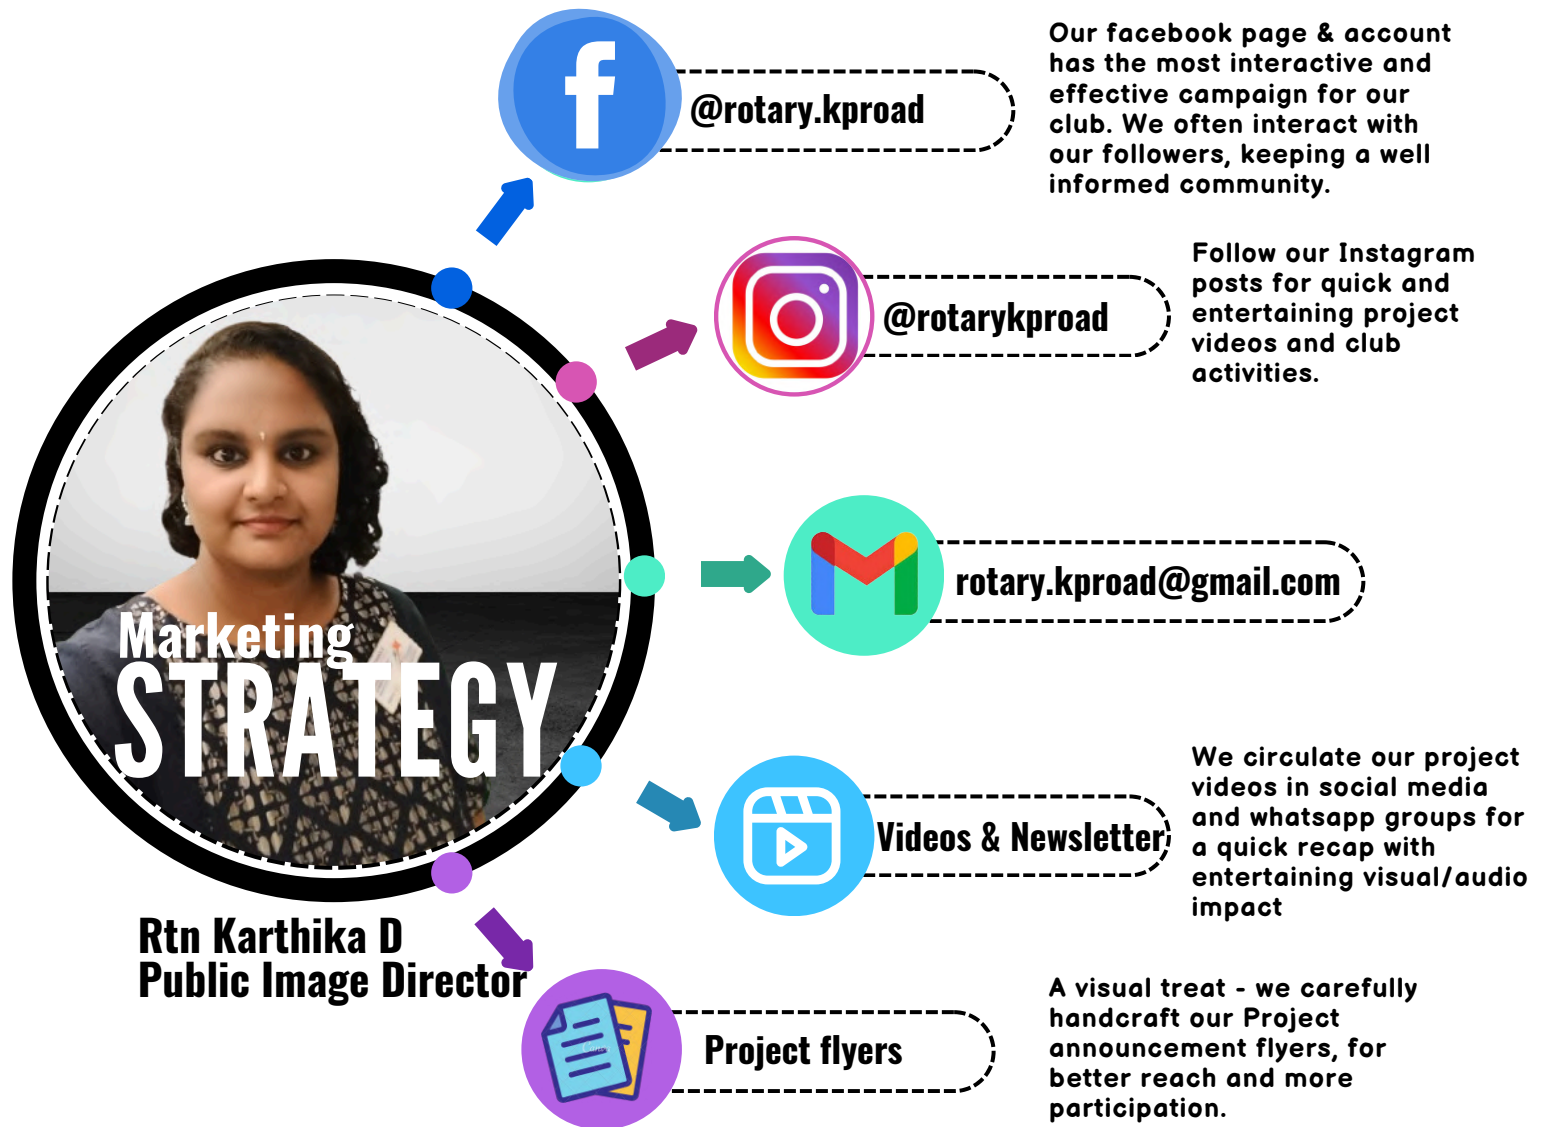 @rotary.kproad
Our facebook page & account
has the most interactive and
effective campaign for our
club. We often interact with
our followers, keeping a well
informed community.
@rotarykproad
Follow our Instagram
posts for quick and
entertaining project
videos and club
activities.
rotary.kproad@gmail.com
Marketing
STRATEGY
Videos & Newsletter
We circulate our project
videos in social media
and whatsapp groups for
a quick recap with
entertaining visual/audio
impact
Rtn Karthika D
Public Image Director
Project flyers
A visual treat - we carefully
handcraft our Project
announcement flyers, for
better reach and more
participation.